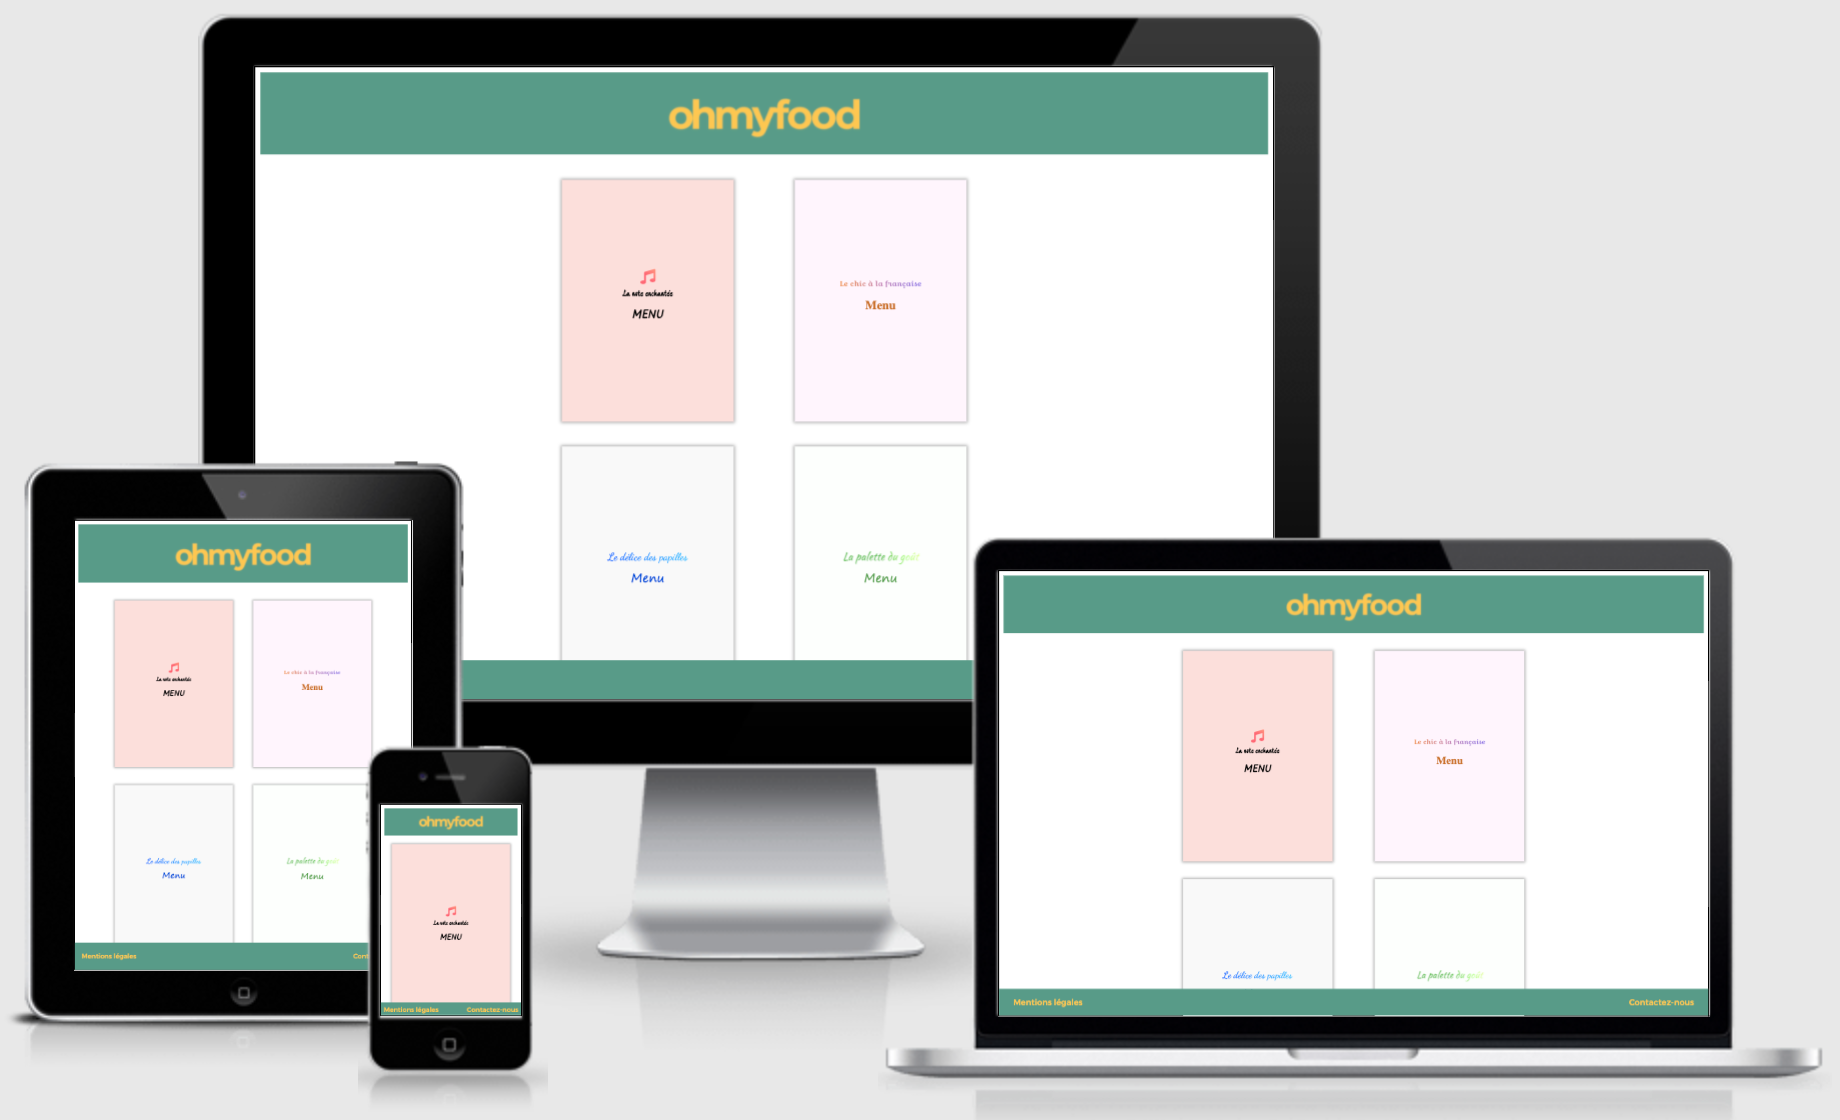 ohmyfood
La note enchantée
MENU
Le chic à la française
Menu
Le délice des papilles
Menu
La palette du goût
Menu
ohmyfood
La note enchantée
MENU
Le chic à la française
Menu
Le délice des papilles
Menu
La palette du goût
Menu
Mentions légales
ohmyfood
La note enchantée
MENU
Mentions légales
Contactez-nous
ohmyfood
La note enchantée
MENU
Le chic à la française
Menu
Le délice des papilles
La palette du goût
Mentions légales
Contactez-nous